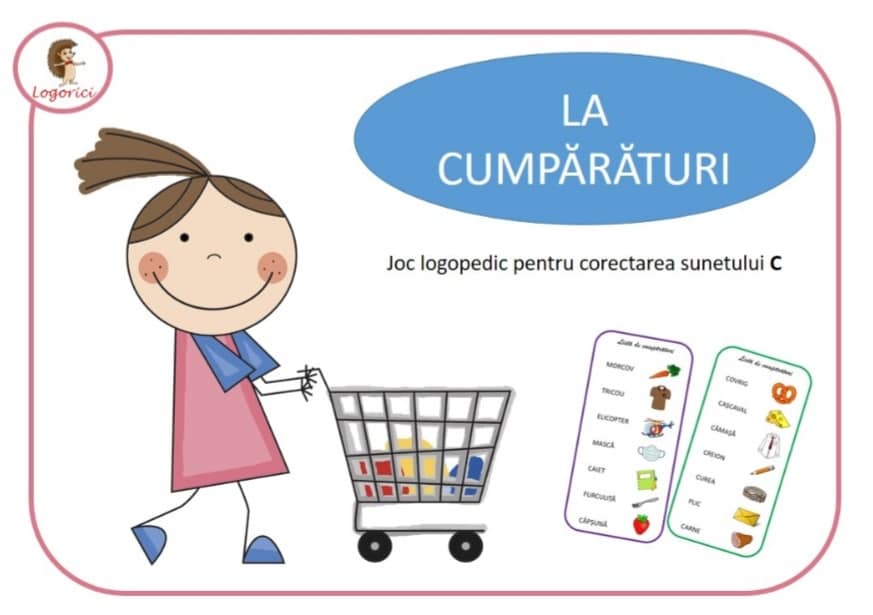 Logorici
LA
CUMPĂRĂTURI
Joc logopedic pentru corectarea sunetului C
Listă de cumpărături
MORCOV
TRICOU
ELICOPTER
MASCĂ
CAIET
FURCULIȚĂ
CĂPȘUNĂ
Listă de cumpărături
COVRIG
CAȘCAVAL
CĂMAȘĂ
CREION
CUREA
PLIC
CARNE